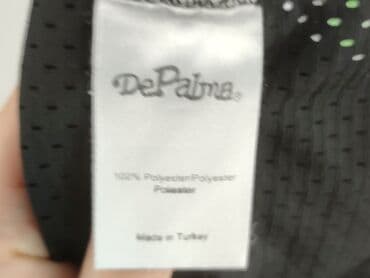 DePalma®
100% Polyester/Polyester
Poliester
Made in Turkey